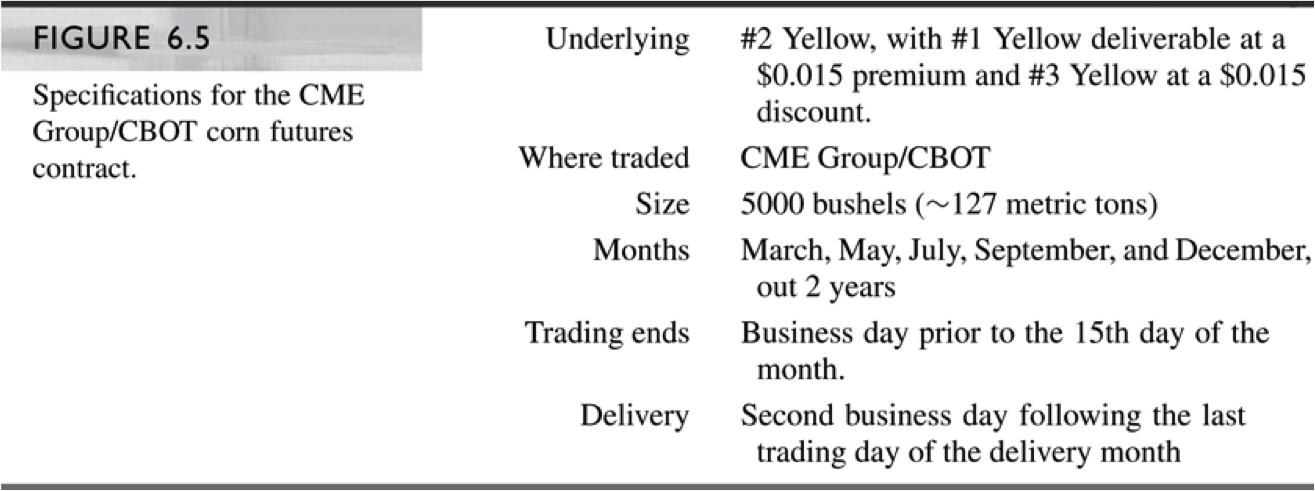 FIGURE 6.5
Specifications for the CME
Group/CBOT corn futures
contract.
Underlying #2 Yellow, with #1 Yellow deliverable at a
$0.015 premium and #3 Yellow at a $0.015
discount.
Where traded CME Group/CBOT
Size 5000 bushels (∼127 metric tons)
Months March, May, July, September, and December,
out 2 years
Trading ends Business day prior to the 15th day of the
month.
Delivery Second business day following the last
trading day of the delivery month